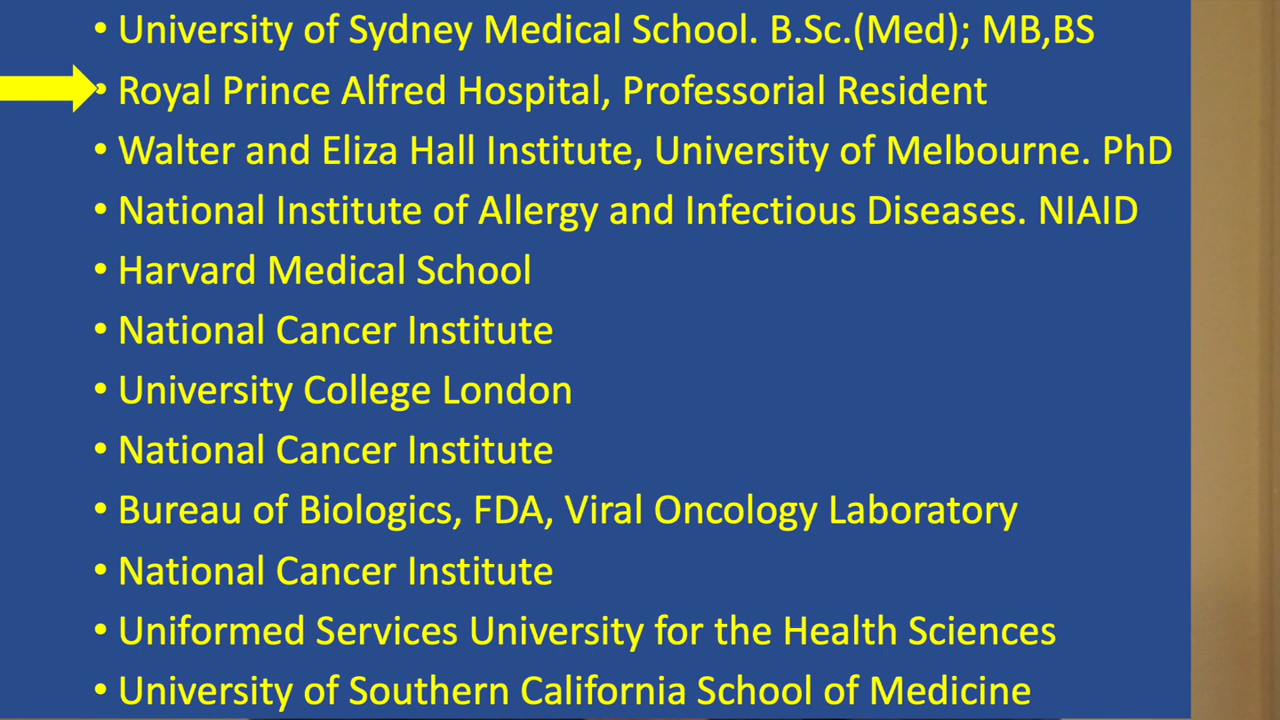 • University of Sydney Medical School. B.Sc.(Med); MB,BS
• Royal Prince Alfred Hospital, Professorial Resident
• Walter and Eliza Hall Institute, University of Melbourne. PhD
• National Institute of Allergy and Infectious Diseases. NIAID
• Harvard Medical School
• National Cancer Institute
• University College London
• National Cancer Institute
• Bureau of Biologics, FDA, Viral Oncology Laboratory
• National Cancer Institute
• Uniformed Services University for the Health Sciences
• University of Southern California School of Medicine